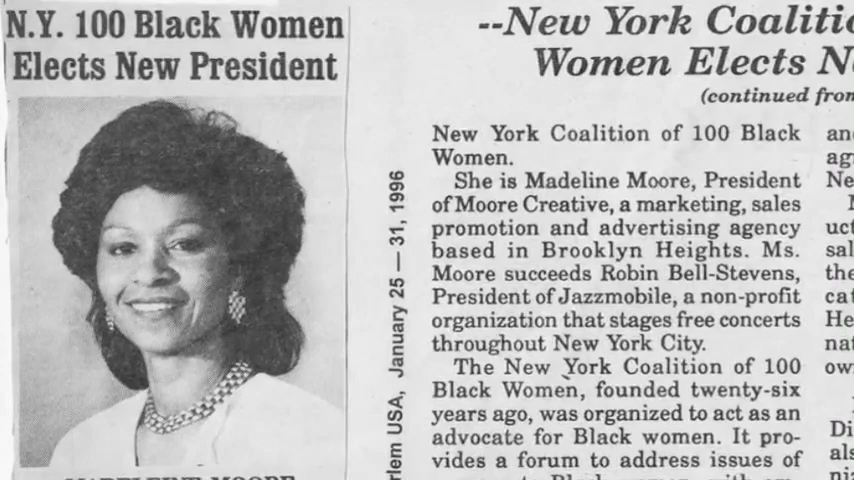 N.Y. 100 Black Women
Elects New President
January 25 — 31, 1996
--New York
Women Elects
(continued from
New York Coalition of 100 Black
Women.
She is Madeline Moore, President
of Moore Creative, a marketing, sales
promotion and advertising agency
based in Brooklyn Heights. Ms.
Moore succeeds Robin Bell-Stevens,
President of Jazzmobile, a non-profit
organization that stages free concerts
throughout New York City.
The New York Coalition of 100
Black Women, founded twenty-six
years ago, was organized to act as an
advocate for Black women. It pro-
vides a forum to address issues of